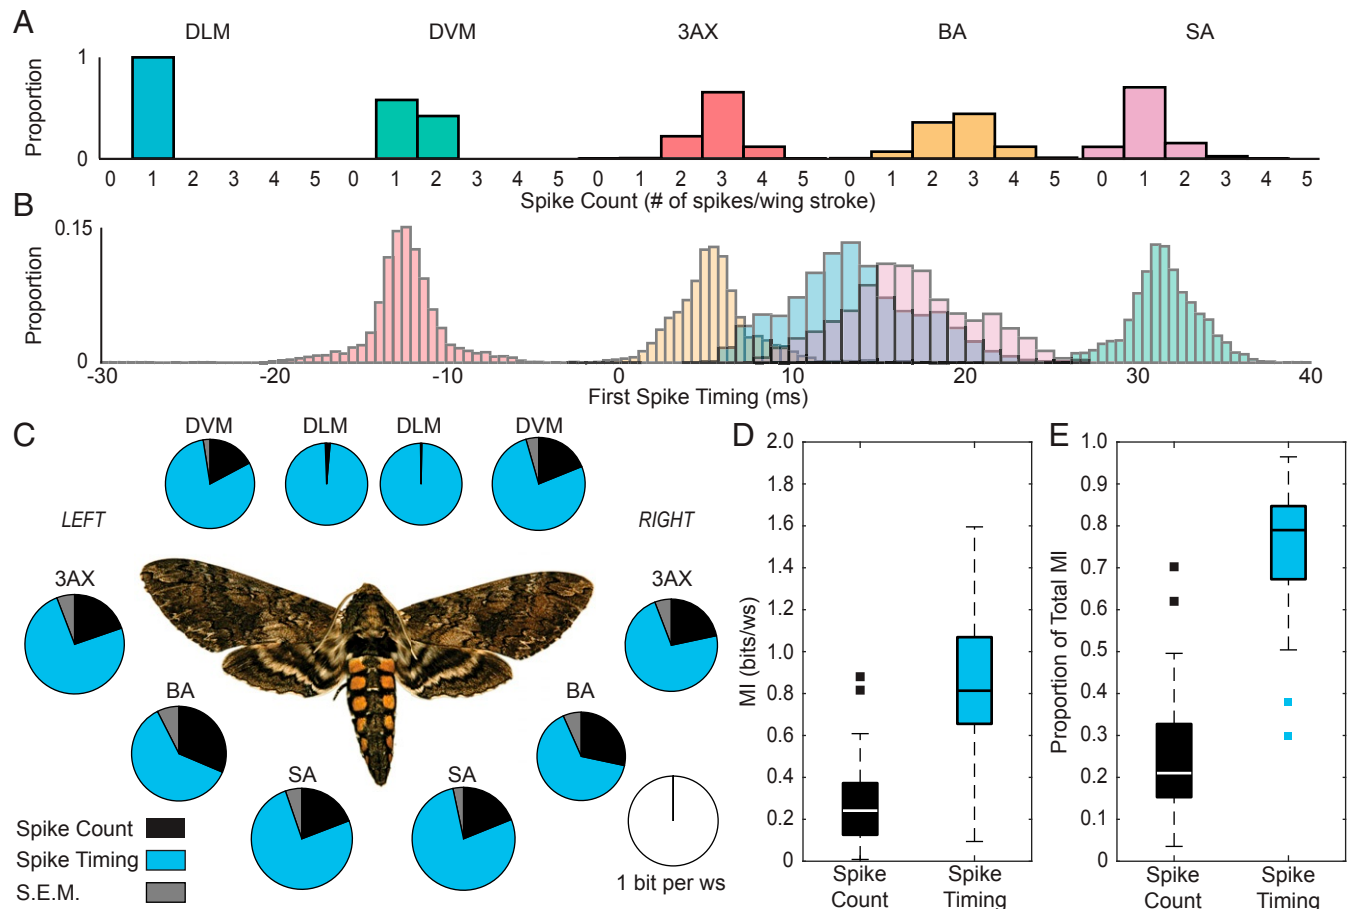 A
DLM DVM 3AX BA SA
Proportion
1
0
0 1 2 3 4 5 0 1 2 3 4 5 0 1 2 3 4 5 0 1 2 3 4 5 0 1 2 3 4 5
Spike Count (# of spikes/wing stroke)
B
Proportion
0.15
0
-30 -20 -10 0 10 20 30 40
First Spike Timing (ms)
C
DVM DLM DLM DVM
LEFT RIGHT
3AX 3AX
BA BA
SA SA
Spike Count
Spike Timing
S.E.M.
1 bit per ws
D
MI (bits/ws)
2.0
1.8
1.6
1.4
1.2
1.0
0.8
0.6
0.4
0.2
0
Spike Count
Spike Timing
E
Proportion of Total MI
1.0
0.9
0.8
0.7
0.6
0.5
0.4
0.3
0.2
0.1
0
Spike Count
Spike Timing